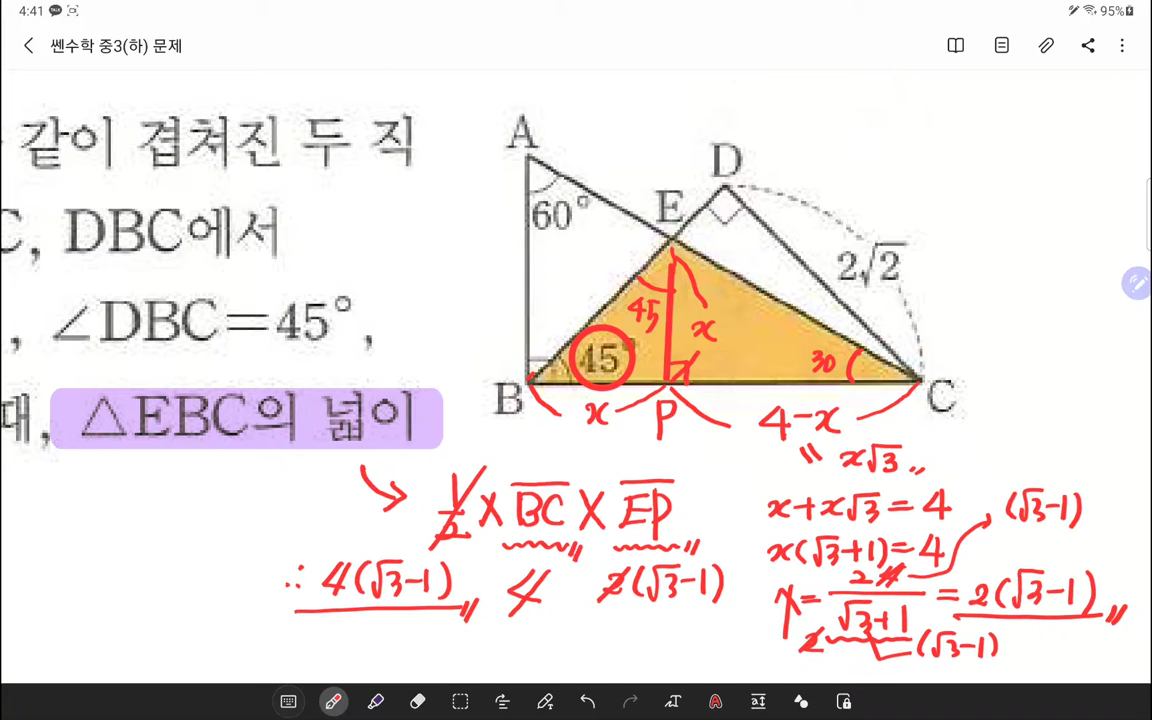 4:41 95%
쎈수학 중3(하) 문제
같이 겹쳐진 두 직
C, DBC에서
, ∠DBC=45°,
때, △EBC의 넓이
A
D
E
60°
2√2
45
x
45°
30
B
C
x
P
4-x
" x√3 "
1/2 × BC × EP
x+x√3=4 (√3-1)
x(√3+1)=4
∴ 4(√3-1) 4 2(√3-1)
x= 4/(√3+1) = 2(√3-1)
2 (√3-1)